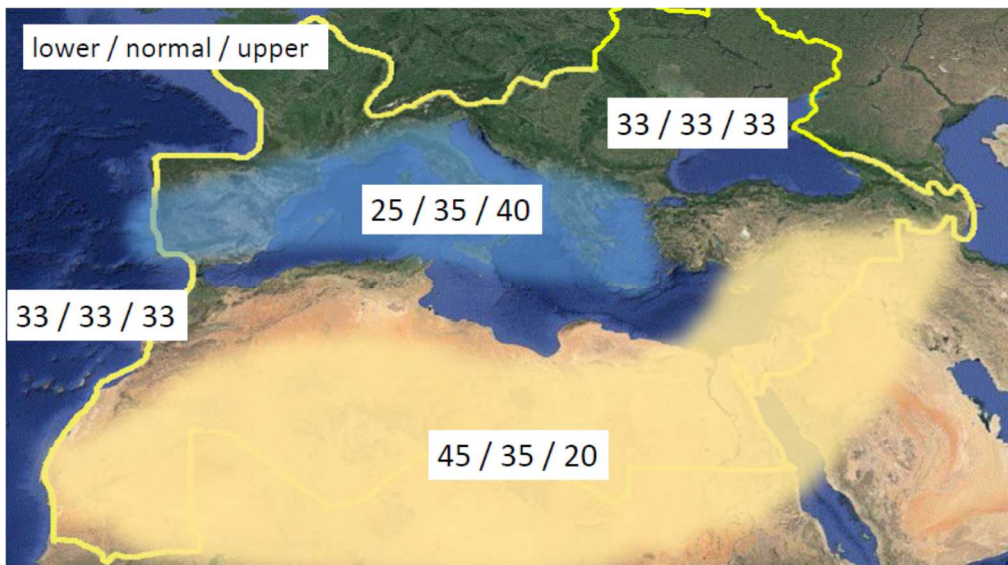 lower / normal / upper
33 / 33 / 33
25 / 35 / 40
33 / 33 / 33
45 / 35 / 20